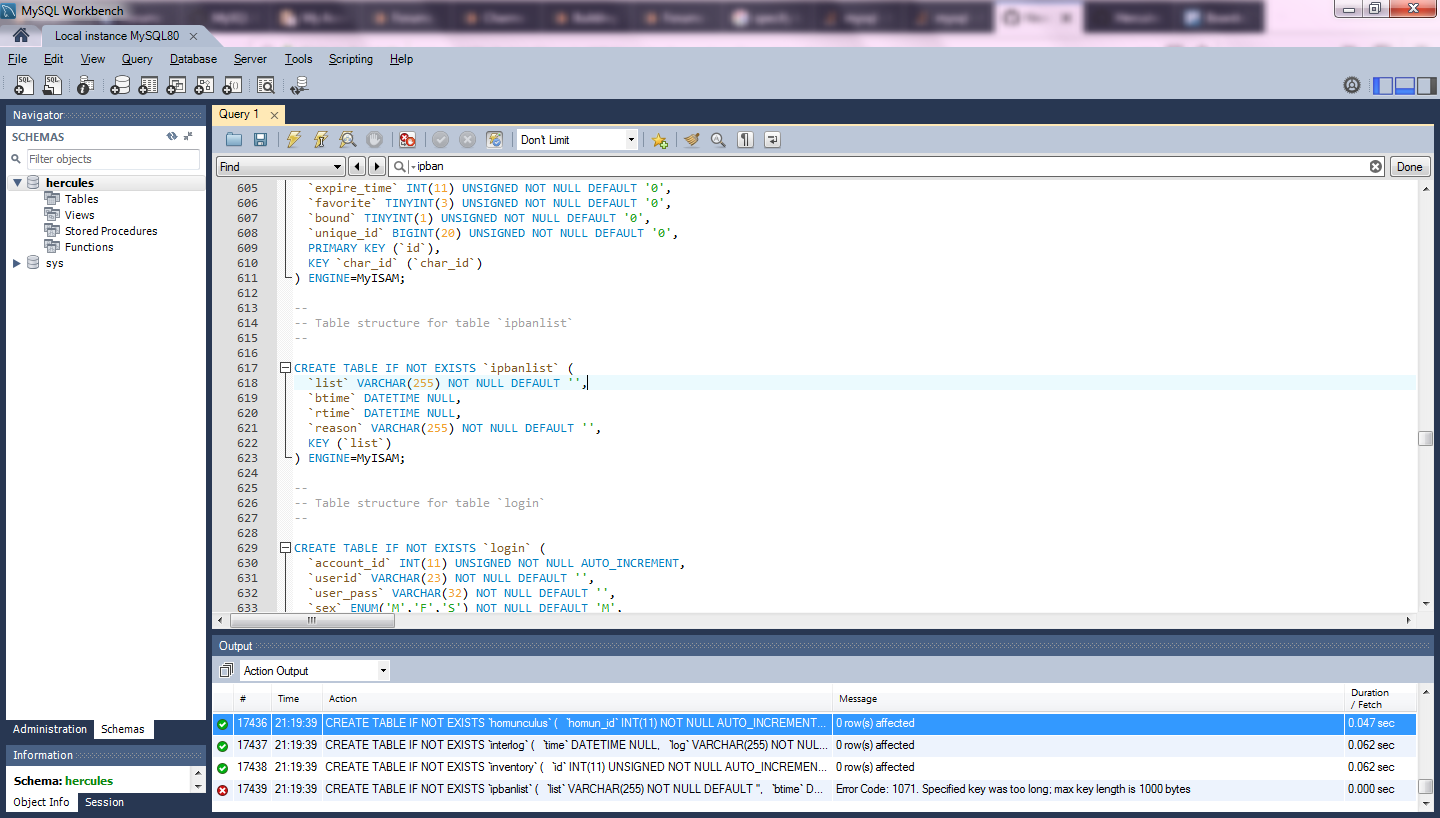 MySQL Workbench
Local instance MySQL80
File Edit View Query Database Server Tools Scripting Help
Navigator
SCHEMAS
Filter objects
hercules
Tables
Views
Stored Procedures
Functions
sys
Administration Schemas
Information
Schema: hercules
Object Info Session
Query 1
Don't Limit
Find ipban Done
605 `expire_time` INT(11) UNSIGNED NOT NULL DEFAULT '0',
606 `favorite` TINYINT(3) UNSIGNED NOT NULL DEFAULT '0',
607 `bound` TINYINT(1) UNSIGNED NOT NULL DEFAULT '0',
608 `unique_id` BIGINT(20) UNSIGNED NOT NULL DEFAULT '0',
609 PRIMARY KEY (`id`),
610 KEY `char_id` (`char_id`)
611 ) ENGINE=MyISAM;
612
613 --
614 -- Table structure for table `ipbanlist`
615 --
616
617 CREATE TABLE IF NOT EXISTS `ipbanlist` (
618 `list` VARCHAR(255) NOT NULL DEFAULT '',
619 `btime` DATETIME NULL,
620 `rtime` DATETIME NULL,
621 `reason` VARCHAR(255) NOT NULL DEFAULT '',
622 KEY (`list`)
623 ) ENGINE=MyISAM;
624
625 --
626 -- Table structure for table `login`
627 --
628
629 CREATE TABLE IF NOT EXISTS `login` (
630 `account_id` INT(11) UNSIGNED NOT NULL AUTO_INCREMENT,
631 `userid` VARCHAR(23) NOT NULL DEFAULT '',
632 `user_pass` VARCHAR(32) NOT NULL DEFAULT '',
633 `sex` ENUM('M','F','S') NOT NULL DEFAULT 'M',
Output
Action Output
# Time Action Message Duration / Fetch
17436 21:19:39 CREATE TABLE IF NOT EXISTS `homunculus` ( `homun_id` INT(11) NOT NULL AUTO_INCREMENT... 0 row(s) affected 0.047 sec
17437 21:19:39 CREATE TABLE IF NOT EXISTS `interlog` ( `time` DATETIME NULL, `log` VARCHAR(255) NOT NUL... 0 row(s) affected 0.062 sec
17438 21:19:39 CREATE TABLE IF NOT EXISTS `inventory` ( `id` INT(11) UNSIGNED NOT NULL AUTO_INCREMEN... 0 row(s) affected 0.062 sec
17439 21:19:39 CREATE TABLE IF NOT EXISTS `ipbanlist` ( `list` VARCHAR(255) NOT NULL DEFAULT '', `btime` D... Error Code: 1071. Specified key was too long; max key length is 1000 bytes 0.000 sec